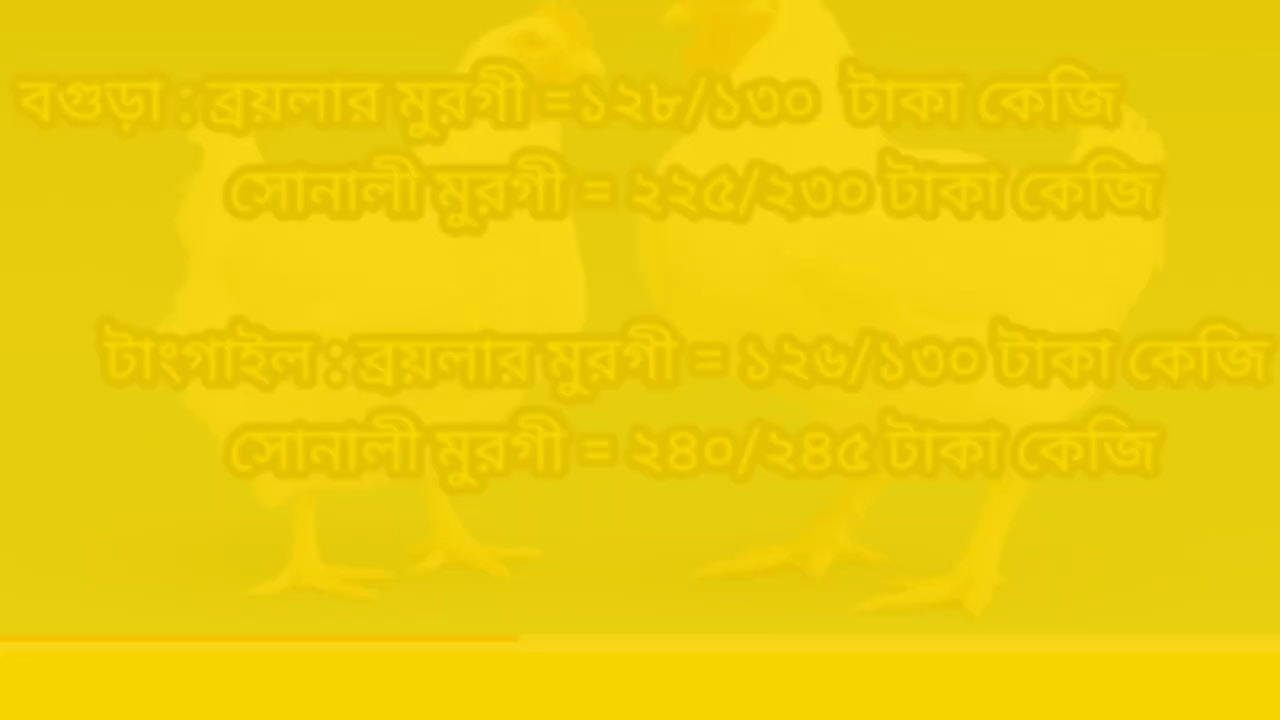 বগুড়া : ব্রয়লার মুরগী =১২৮/১৩০ টাকা কেজি
সোনালী মুরগী = ২২৫/২৩০ টাকা কেজি
টাংগাইল : ব্রয়লার মুরগী = ১২৬/১৩০ টাকা কেজি
সোনালী মুরগী = ২৪০/২৪৫ টাকা কেজি